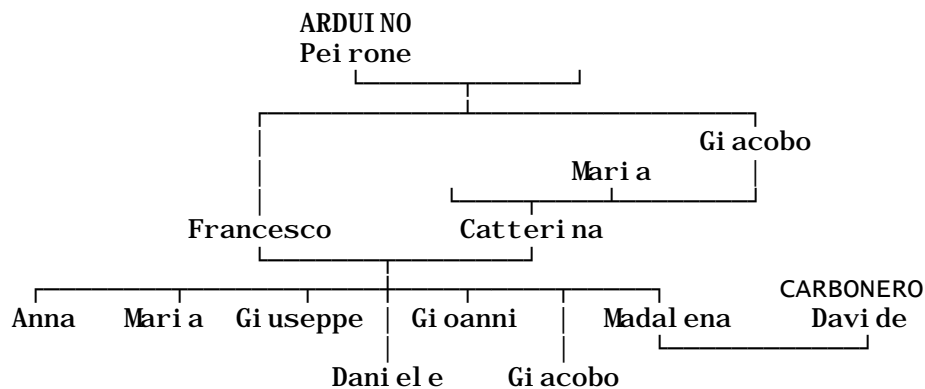 ARDUINO
Peirone
Giacobo
Maria
Francesco Catterina
CARBONERO
Anna Maria Giuseppe Gioanni Madalena Davide
Daniele Giacobo